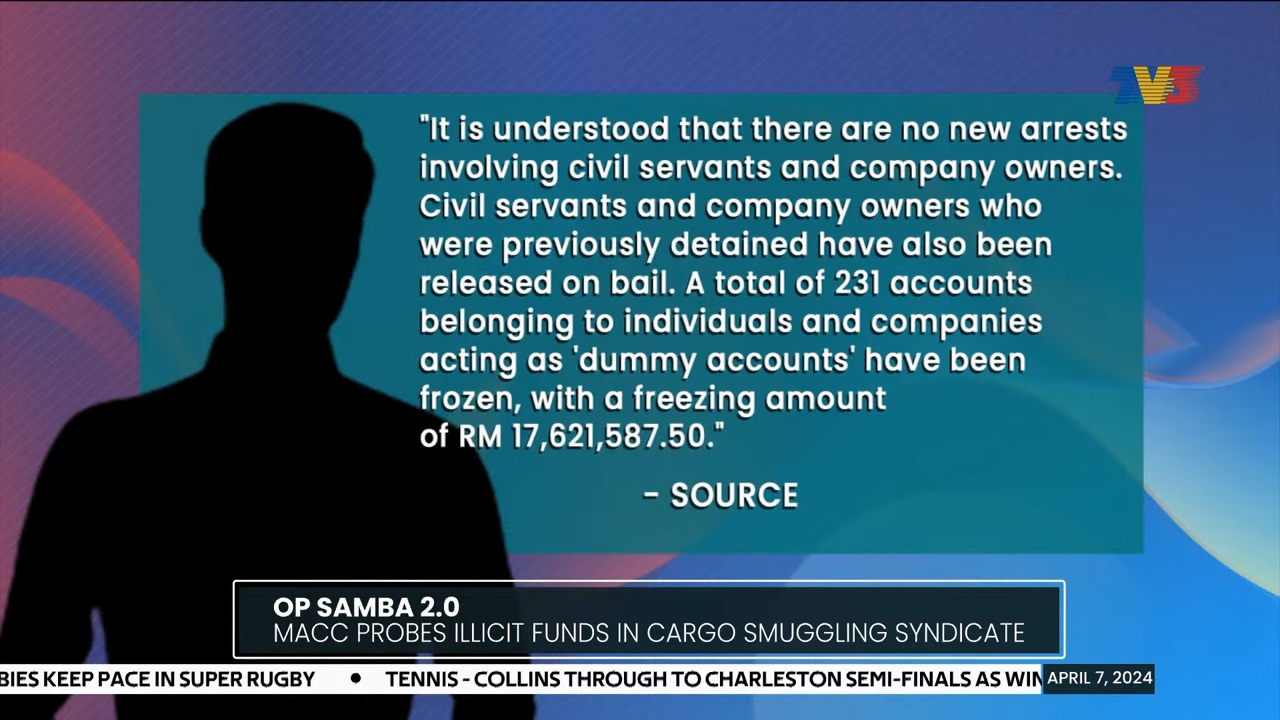 TV3
"It is understood that there are no new arrests
involving civil servants and company owners.
Civil servants and company owners who
were previously detained have also been
released on bail. A total of 231 accounts
belonging to individuals and companies
acting as 'dummy accounts' have been
frozen, with a freezing amount
of RM 17,621,587.50."
- SOURCE
OP SAMBA 2.0
MACC PROBES ILLICIT FUNDS IN CARGO SMUGGLING SYNDICATE
BIES KEEP PACE IN SUPER RUGBY • TENNIS - COLLINS THROUGH TO CHARLESTON SEMI-FINALS AS WIN APRIL 7, 2024